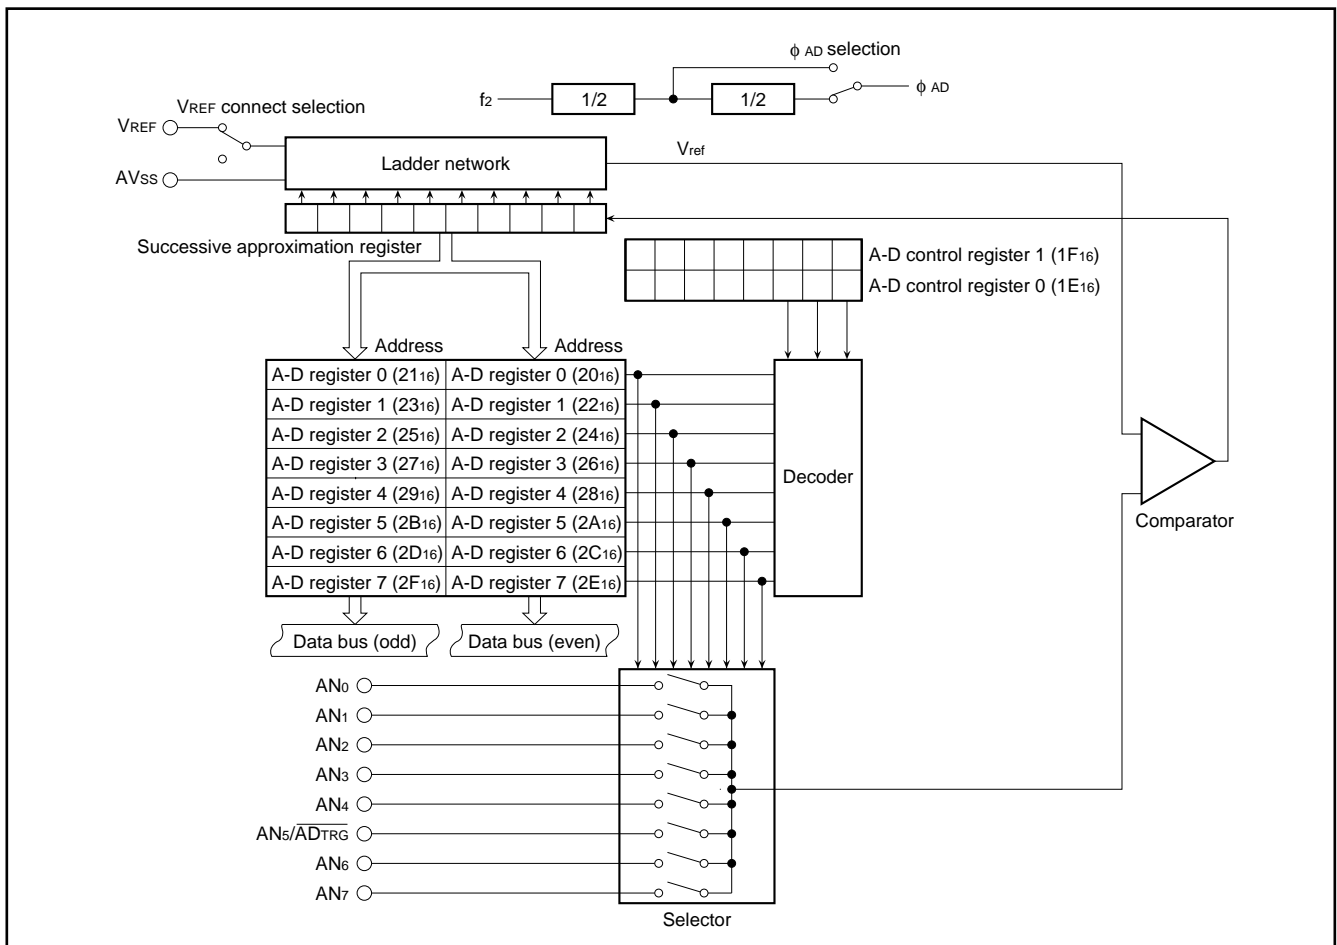 ϕ AD selection
f2 1/2 1/2 ϕ AD
VREF connect selection
VREF
AVSS
Ladder network
Vref
Successive approximation register
A-D control register 1 (1F16)
A-D control register 0 (1E16)
Address Address
A-D register 0 (2116) A-D register 0 (2016)
A-D register 1 (2316) A-D register 1 (2216)
A-D register 2 (2516) A-D register 2 (2416)
A-D register 3 (2716) A-D register 3 (2616)
A-D register 4 (2916) A-D register 4 (2816)
A-D register 5 (2B16) A-D register 5 (2A16)
A-D register 6 (2D16) A-D register 6 (2C16)
A-D register 7 (2F16) A-D register 7 (2E16)
Decoder
Comparator
Data bus (odd) Data bus (even)
AN0
AN1
AN2
AN3
AN4
AN5/ADTRG
AN6
AN7
Selector